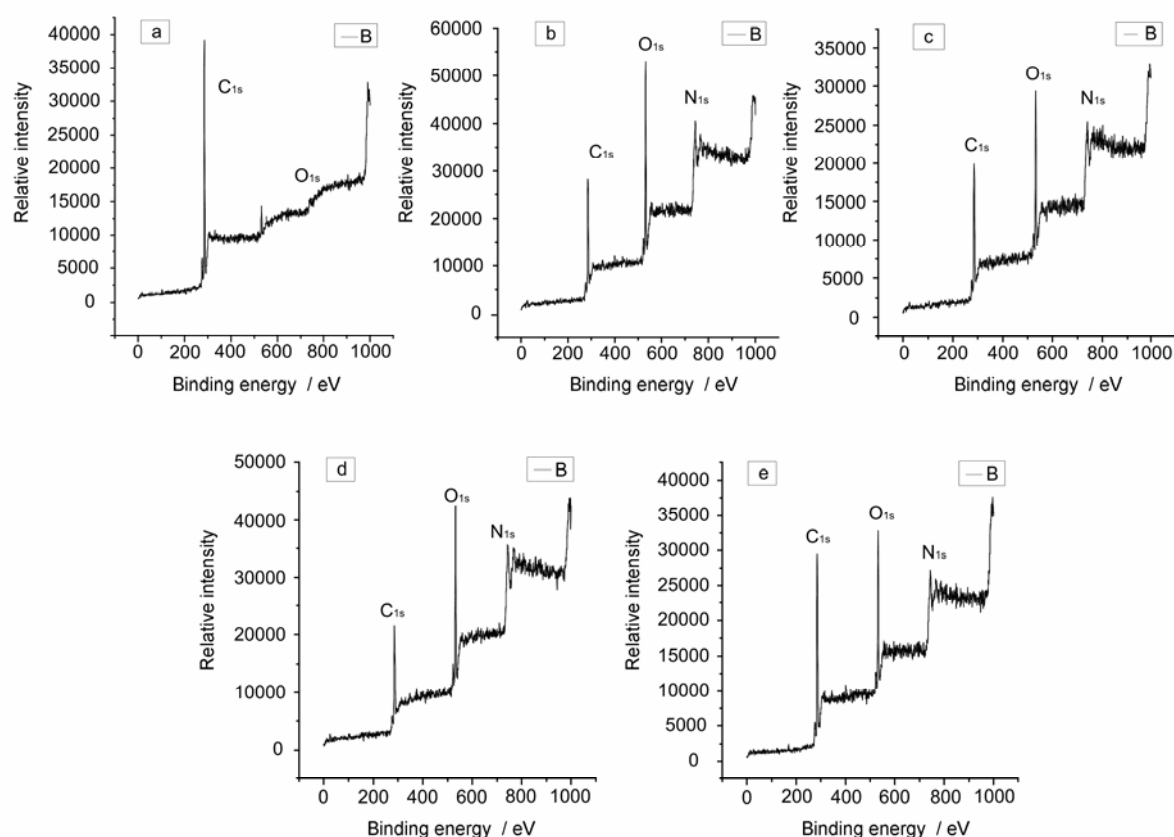 a
B
C1s
O1s
40000
35000
30000
25000
20000
15000
10000
5000
0
Relative intensity
0 200 400 600 800 1000
Binding energy / eV
b
B
O1s
N1s
C1s
60000
50000
40000
30000
20000
10000
0
Relative intensity
0 200 400 600 800 1000
Binding energy / eV
c
B
O1s
N1s
C1s
35000
30000
25000
20000
15000
10000
5000
0
Relative intensity
0 200 400 600 800 1000
Binding energy / eV
d
B
O1s
N1s
C1s
50000
40000
30000
20000
10000
0
Relative intensity
0 200 400 600 800 1000
Binding energy / eV
e
B
C1s
O1s
N1s
40000
35000
30000
25000
20000
15000
10000
5000
0
Relative intensity
0 200 400 600 800 1000
Binding energy / eV